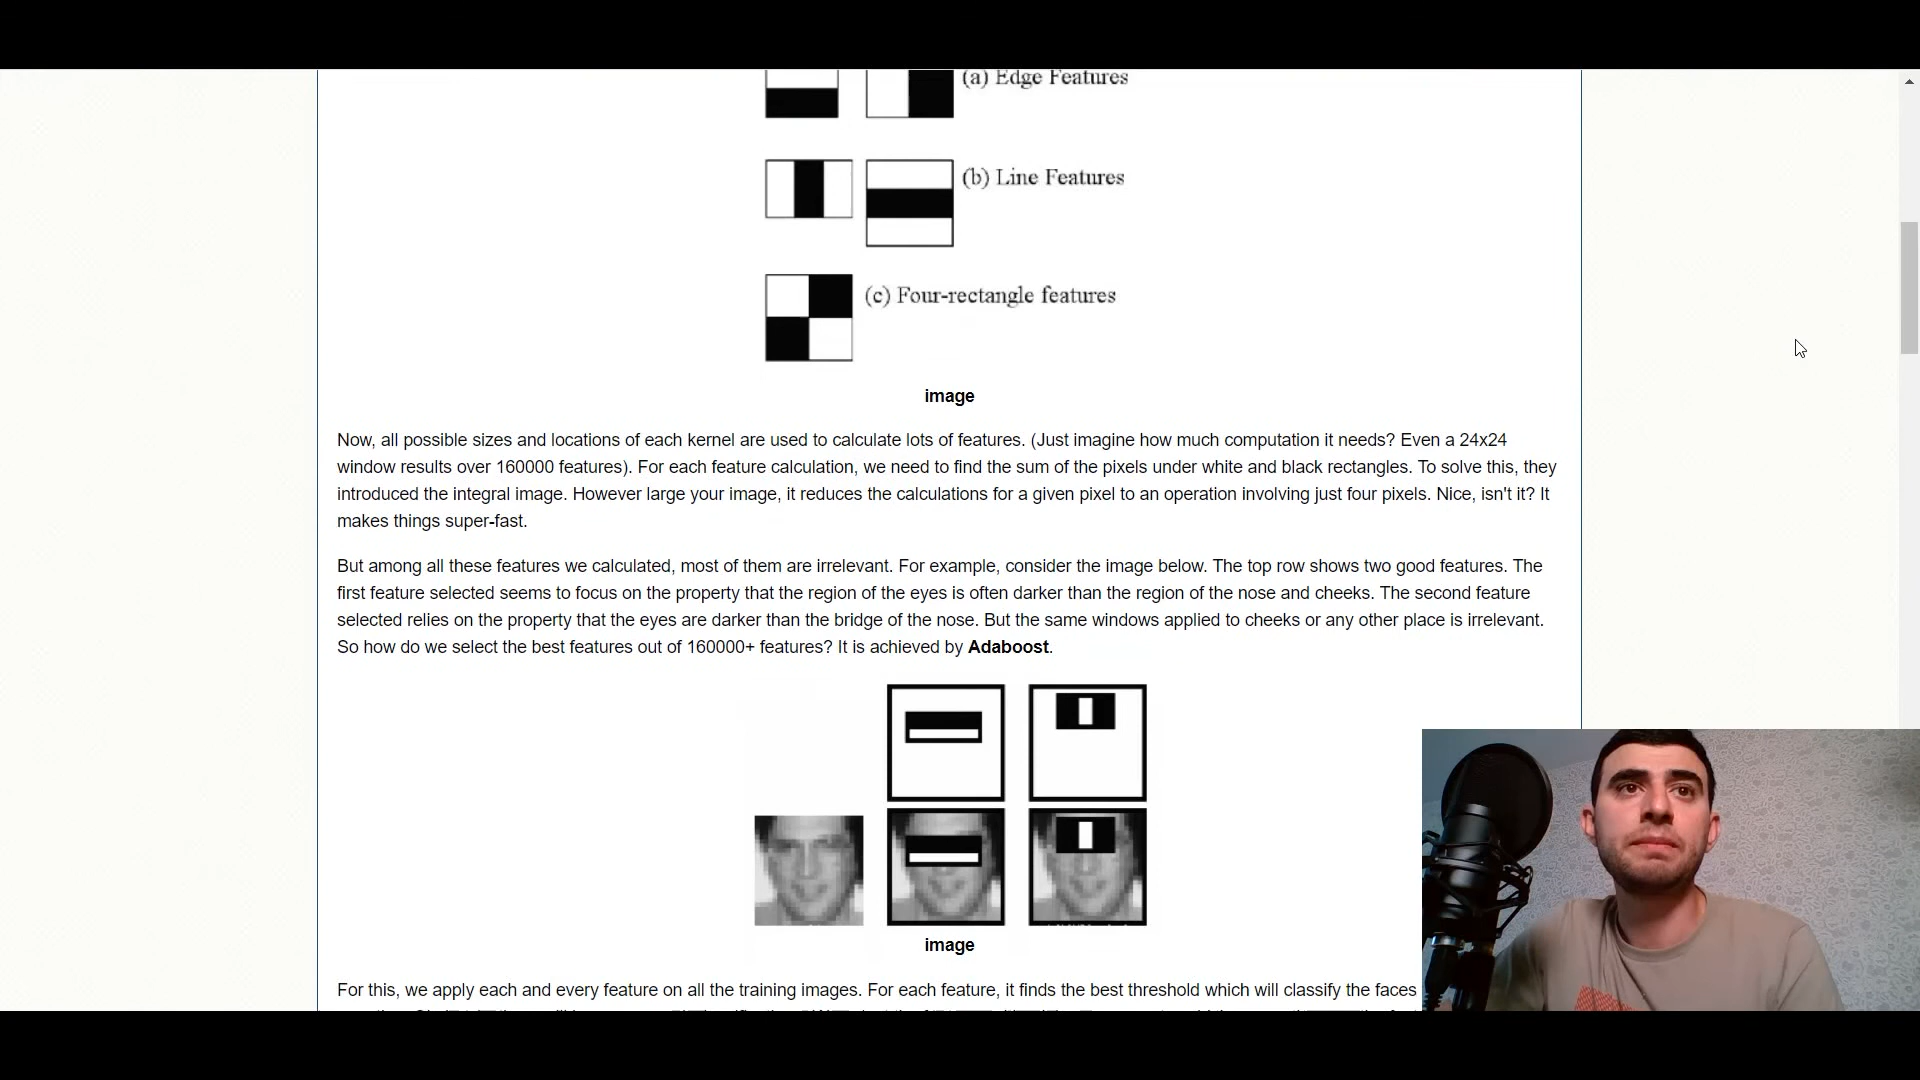 (a) Edge Features
(b) Line Features
(c) Four-rectangle features
image
Now, all possible sizes and locations of each kernel are used to calculate lots of features. (Just imagine how much computation it needs? Even a 24x24
window results over 160000 features). For each feature calculation, we need to find the sum of the pixels under white and black rectangles. To solve this, they
introduced the integral image. However large your image, it reduces the calculations for a given pixel to an operation involving just four pixels. Nice, isn't it? It
makes things super-fast.
But among all these features we calculated, most of them are irrelevant. For example, consider the image below. The top row shows two good features. The
first feature selected seems to focus on the property that the region of the eyes is often darker than the region of the nose and cheeks. The second feature
selected relies on the property that the eyes are darker than the bridge of the nose. But the same windows applied to cheeks or any other place is irrelevant.
So how do we select the best features out of 160000+ features? It is achieved by Adaboost.
image
For this, we apply each and every feature on all the training images. For each feature, it finds the best threshold which will classify the faces